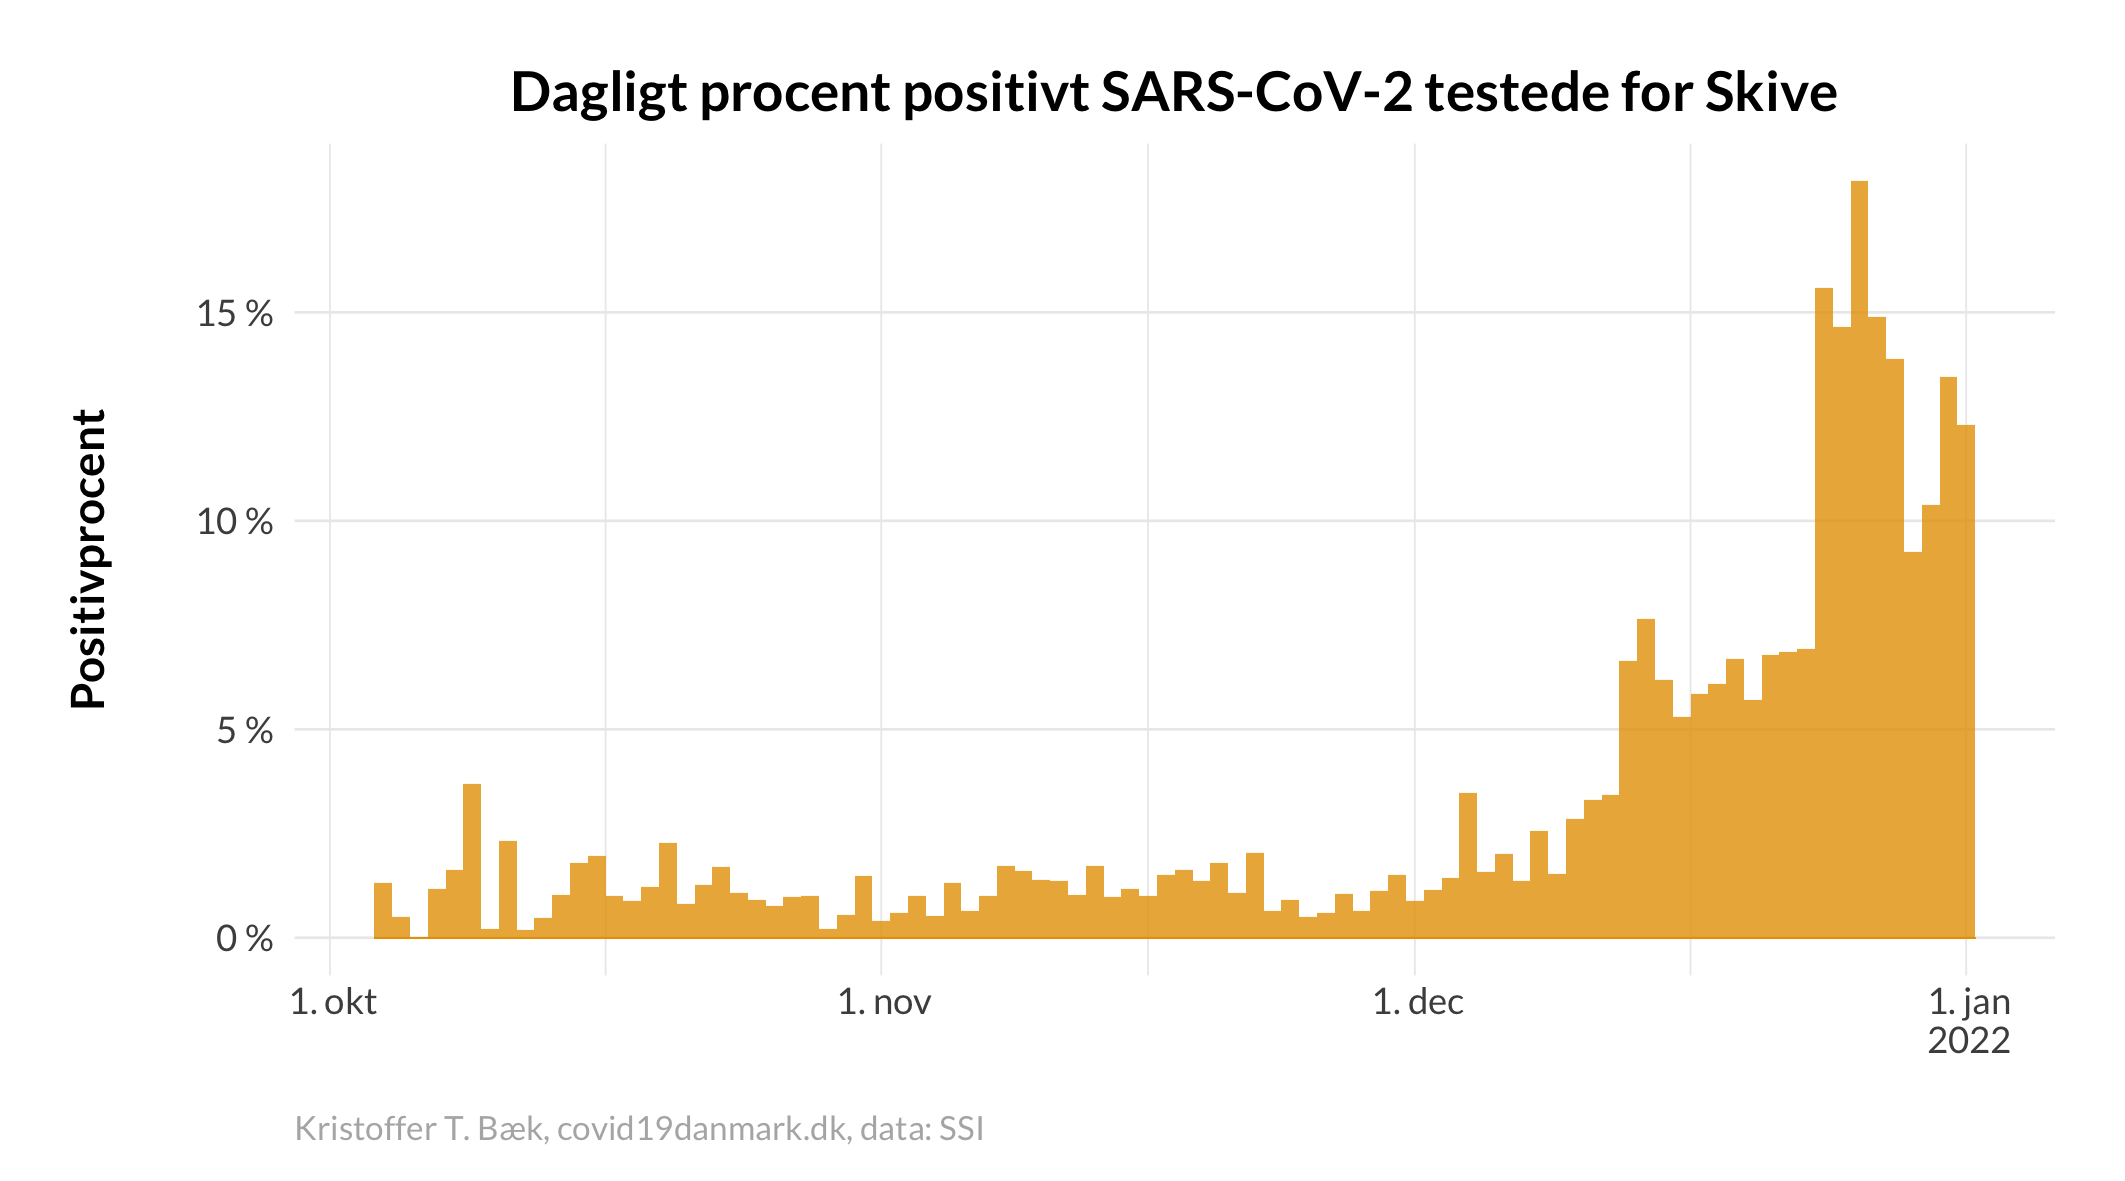 Dagligt procent positivt SARS-CoV-2 testede for Skive
Positivprocent
15 %
10 %
5 %
0 %
1. okt
1. nov
1. dec
1. jan
2022
Kristoffer T. Bæk, covid19danmark.dk, data: SSI